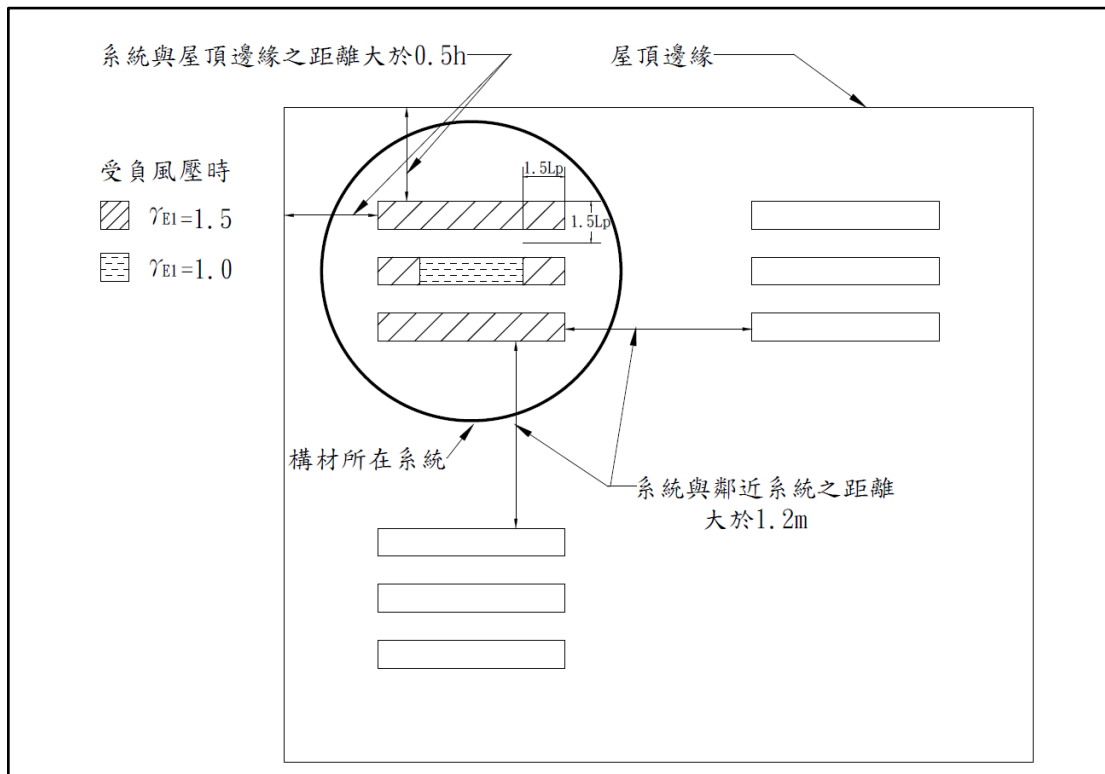 系統與屋頂邊緣之距離大於0.5h
屋頂邊緣
受負風壓時
γE1=1.5
γE1=1.0
1.5Lp
1.5Lp
構材所在系統
系統與鄰近系統之距離
大於1.2m